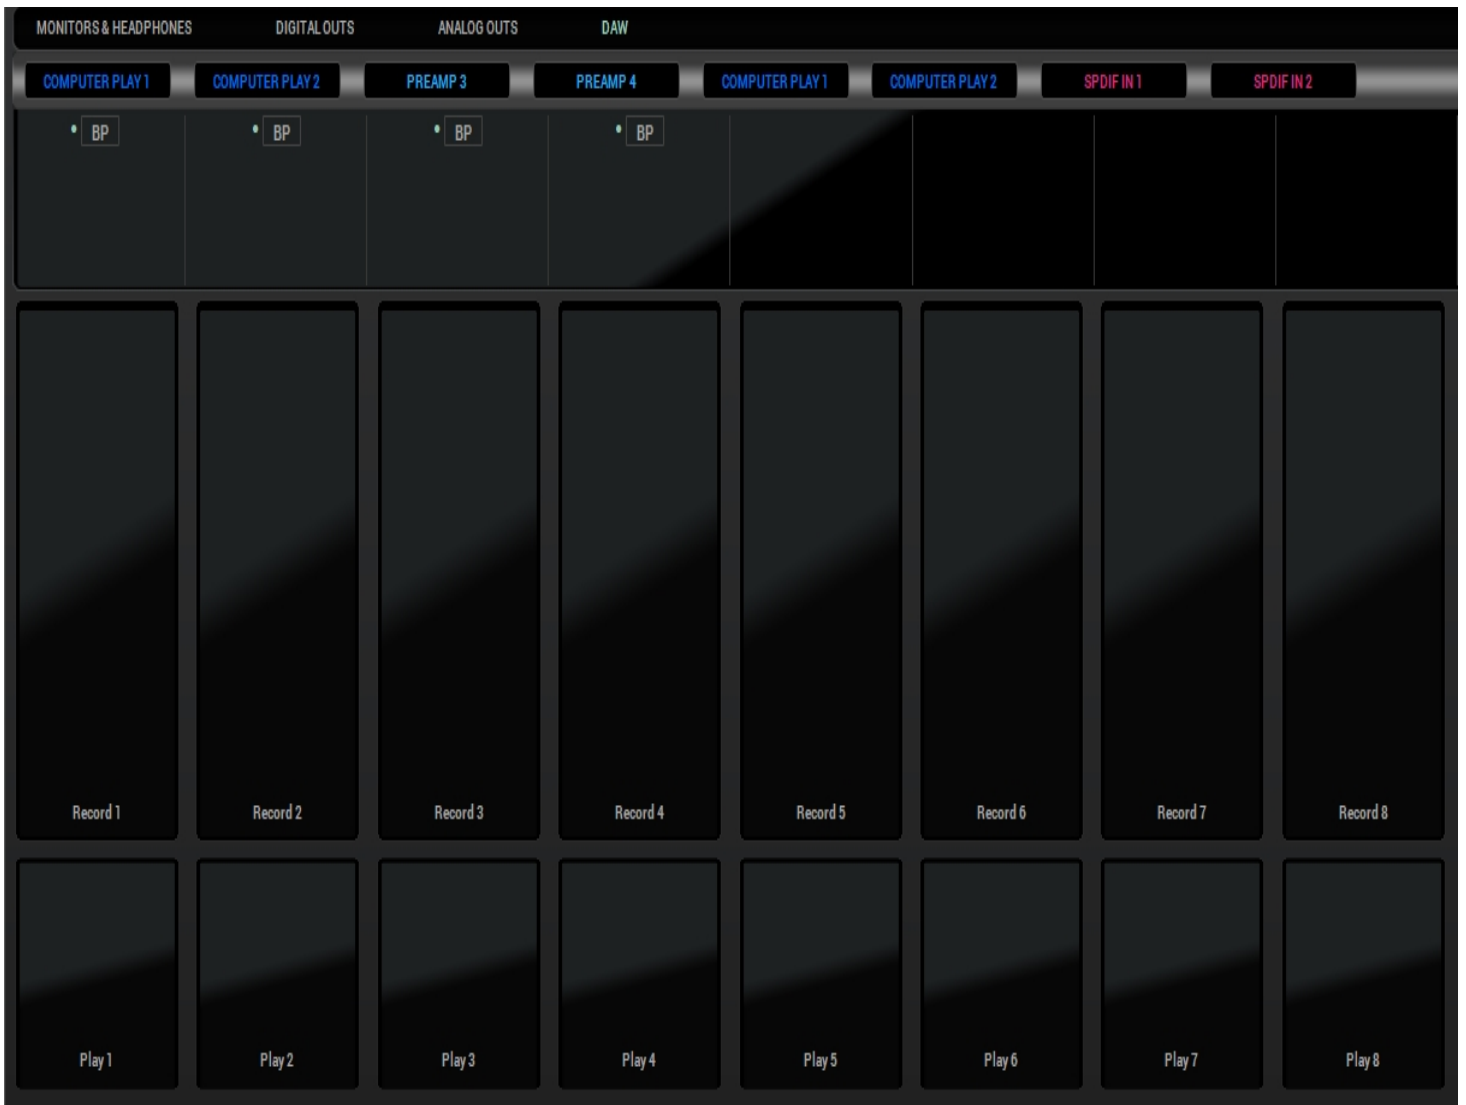 MONITORS & HEADPHONES DIGITAL OUTS ANALOG OUTS DAW
COMPUTER PLAY 1 COMPUTER PLAY 2 PREAMP 3 PREAMP 4 COMPUTER PLAY 1 COMPUTER PLAY 2 SPDIF IN 1 SPDIF IN 2
BP BP BP BP
Record 1 Record 2 Record 3 Record 4 Record 5 Record 6 Record 7 Record 8
Play 1 Play 2 Play 3 Play 4 Play 5 Play 6 Play 7 Play 8